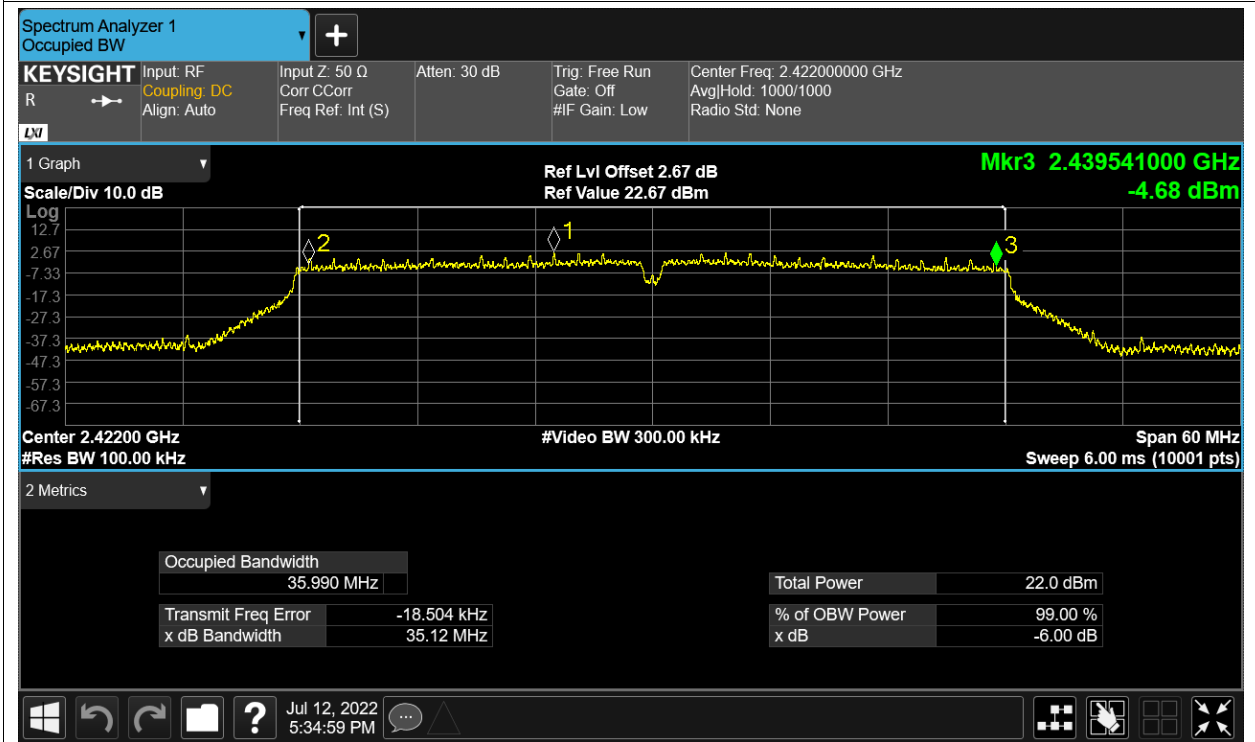 Spectrum Analyzer 1
Occupied BW
KEYSIGHT
R
LXI
Input: RF
Coupling: DC
Align: Auto
Input Z: 50 Ω
Corr CCorr
Freq Ref: Int (S)
Atten: 30 dB
Trig: Free Run
Gate: Off
#IF Gain: Low
Center Freq: 2.422000000 GHz
Avg|Hold: 1000/1000
Radio Std: None
1 Graph
Scale/Div 10.0 dB
Ref Lvl Offset 2.67 dB
Ref Value 22.67 dBm
Mkr3 2.439541000 GHz
-4.68 dBm
Log
12.7
2.67
-7.33
-17.3
-27.3
-37.3
-47.3
-57.3
-67.3
2
1
3
Center 2.42200 GHz
#Video BW 300.00 kHz
Span 60 MHz
#Res BW 100.00 kHz
Sweep 6.00 ms (10001 pts)
2 Metrics
Occupied Bandwidth
35.990 MHz
Transmit Freq Error -18.504 kHz
x dB Bandwidth 35.12 MHz
Total Power 22.0 dBm
% of OBW Power 99.00 %
x dB -6.00 dB
?
Jul 12, 2022
5:34:59 PM